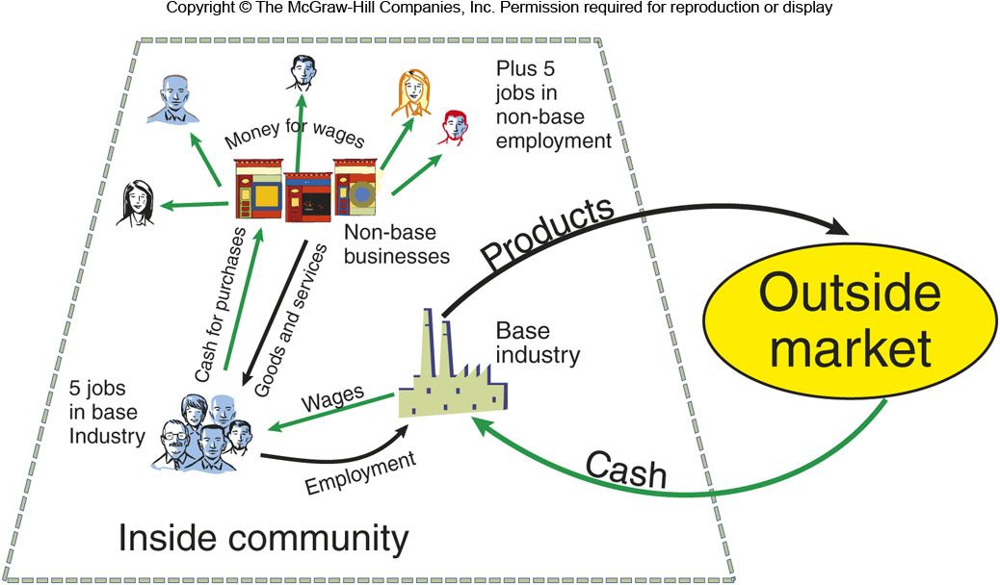 Copyright © The McGraw-Hill Companies, Inc. Permission required for reproduction or display
Plus 5
jobs in
non-base
employment
Money for wages
Non-base
businesses
Products
Outside
market
Cash for purchases
Goods and services
Base
industry
5 jobs
in base
Industry
Wages
Employment
Cash
Inside community